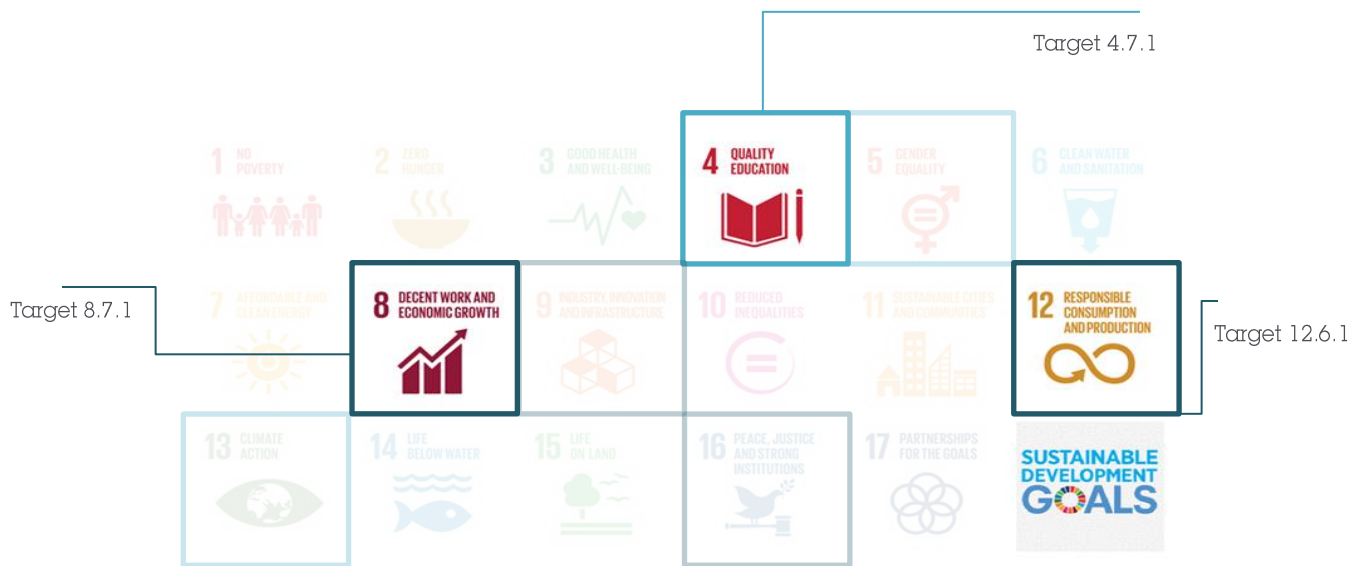 Target 4.7.1
1 NO
POVERTY
2 ZERO
HUNGER
3 GOOD HEALTH
AND WELL-BEING
4 QUALITY
EDUCATION
5 GENDER
EQUALITY
6 CLEAN WATER
AND SANITATION
Target 8.7.1
7 AFFORDABLE AND
CLEAN ENERGY
8 DECENT WORK AND
ECONOMIC GROWTH
9 INDUSTRY, INNOVATION
AND INFRASTRUCTURE
10 REDUCED
INEQUALITIES
11 SUSTAINABLE CITIES
AND COMMUNITIES
12 RESPONSIBLE
CONSUMPTION
AND PRODUCTION
Target 12.6.1
13 CLIMATE
ACTION
14 LIFE
BELOW WATER
15 LIFE
ON LAND
16 PEACE, JUSTICE
AND STRONG
INSTITUTIONS
17 PARTNERSHIPS
FOR THE GOALS
SUSTAINABLE
DEVELOPMENT
GOALS